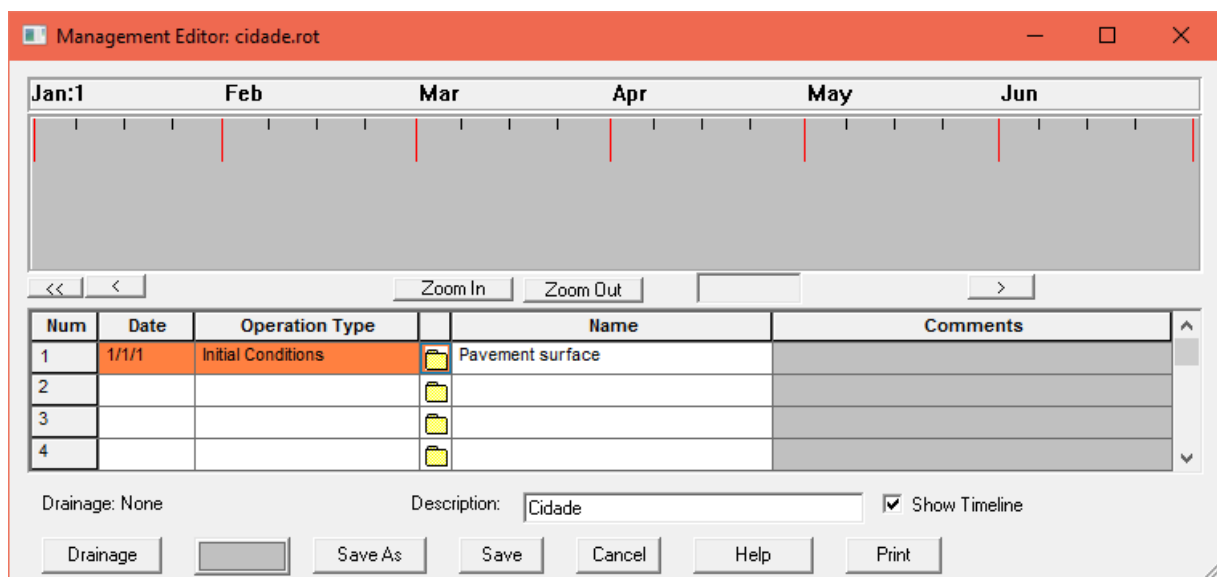 Management Editor: cidade.rot
Jan:1 Feb Mar Apr May Jun
<< < Zoom In Zoom Out >
Num Date Operation Type Name Comments
1 1/1/1 Initial Conditions Pavement surface
2
3
4
Drainage: None Description: Cidade Show Timeline
Drainage Save As Save Cancel Help Print